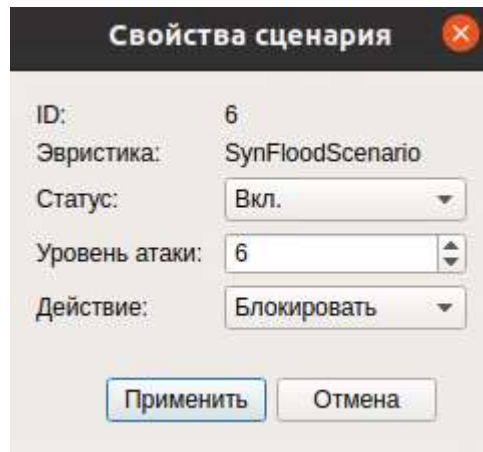 Свойства сценария
ID: 6
Эвристика: SynFloodScenario
Статус: Вкл.
Уровень атаки: 6
Действие: Блокировать
Применить Отмена